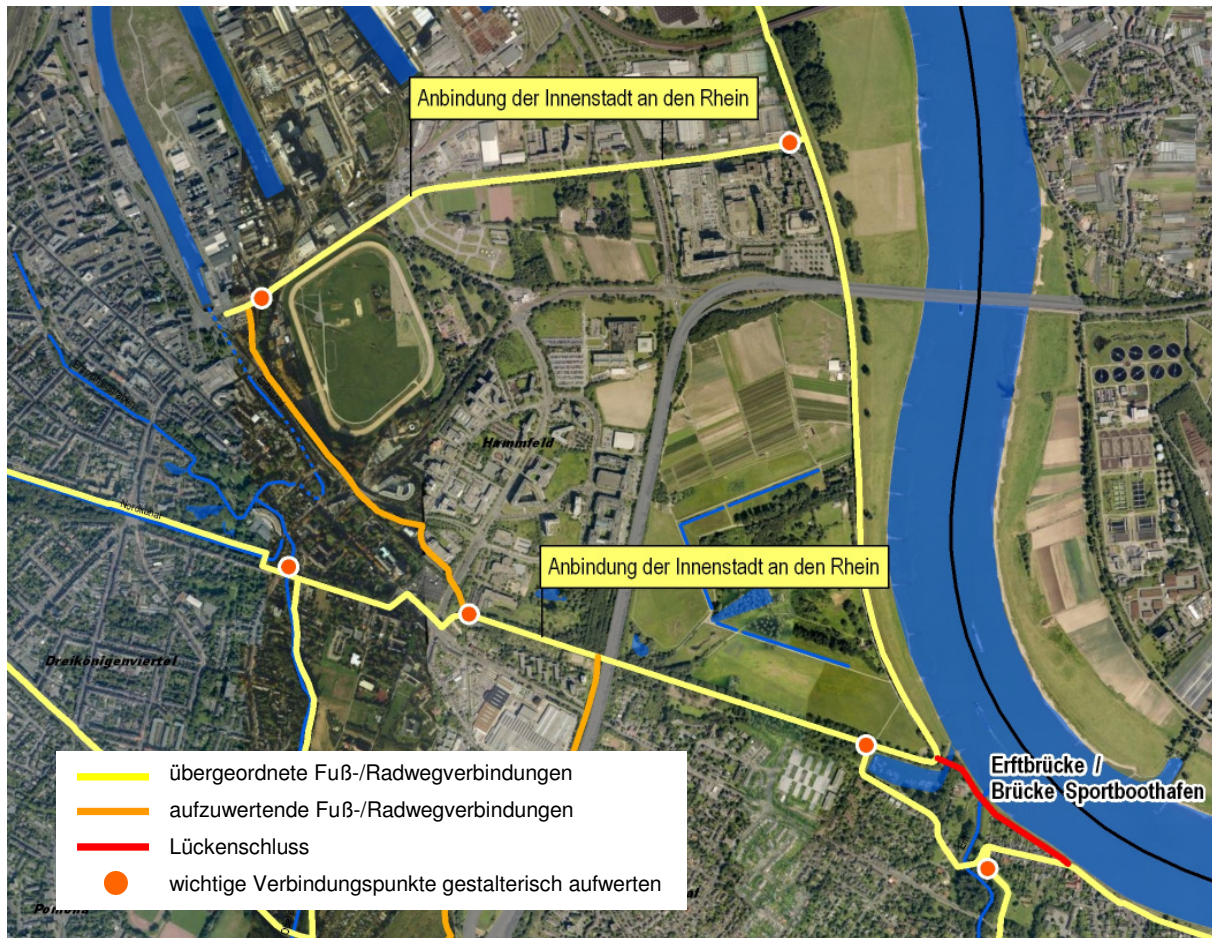 Anbindung der Innenstadt an den Rhein
Hammfeld
Nordkanal
Anbindung der Innenstadt an den Rhein
Dreikönigenviertel
Erftbrücke /
Brücke Sportboothafen
übergeordnete Fuß-/Radwegverbindungen
aufzuwertende Fuß-/Radwegverbindungen
Lückenschluss
wichtige Verbindungspunkte gestalterisch aufwerten
Pomona